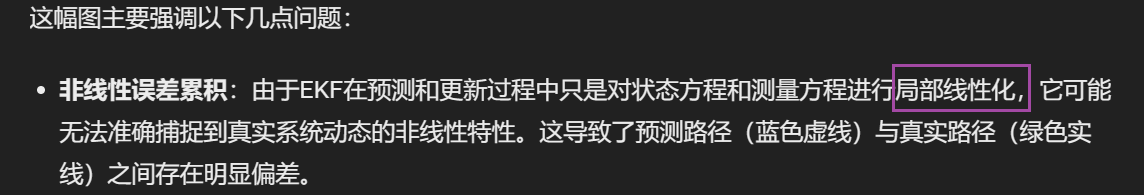 这幅图主要强调以下几点问题：
• 非线性误差累积：由于EKF在预测和更新过程中只是对状态方程和测量方程进行局部线性化，它可能
无法准确捕捉到真实系统动态的非线性特性。这导致了预测路径（蓝色虚线）与真实路径（绿色实
线）之间存在明显偏差。